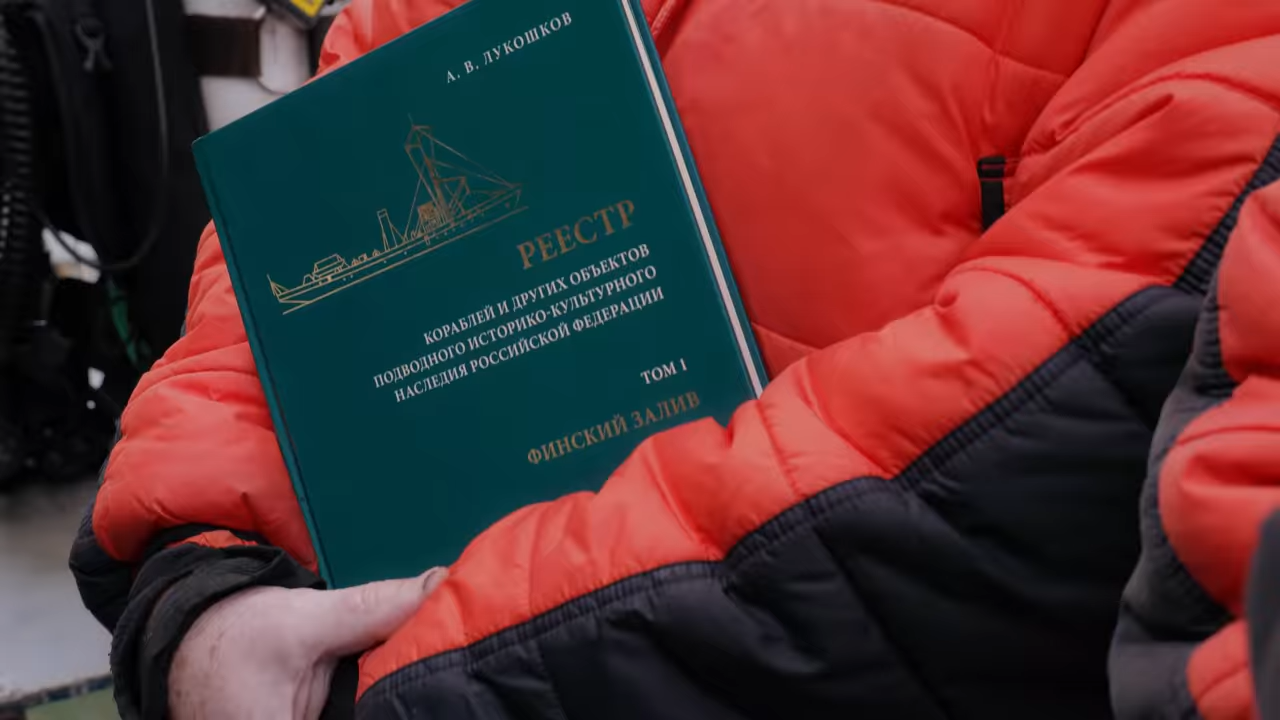 А. В. ЛУКОШКОВ
РЕЕСТР
КОРАБЛЕЙ И ДРУГИХ ОБЪЕКТОВ
ПОДВОДНОГО ИСТОРИКО-КУЛЬТУРНОГО
НАСЛЕДИЯ РОССИЙСКОЙ ФЕДЕРАЦИИ
ТОМ 1
ФИНСКИЙ ЗАЛИВ